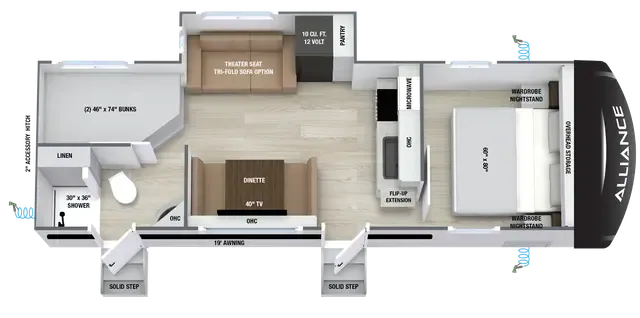 10 CU. FT.
12 VOLT
PANTRY
THEATER SEAT
TRI-FOLD SOFA OPTION
(2) 46" x 74" BUNKS
MICROWAVE
WARDROBE
NIGHTSTAND
OVERHEAD STORAGE
2" ACCESSORY HITCH
OHC
60" x 80"
ALLIANCE
LINEN
DINETTE
30" x 36"
SHOWER
40" TV
FLIP-UP
EXTENSION
OHC
OHC
WARDROBE
NIGHTSTAND
19' AWNING
SOLID STEP
SOLID STEP